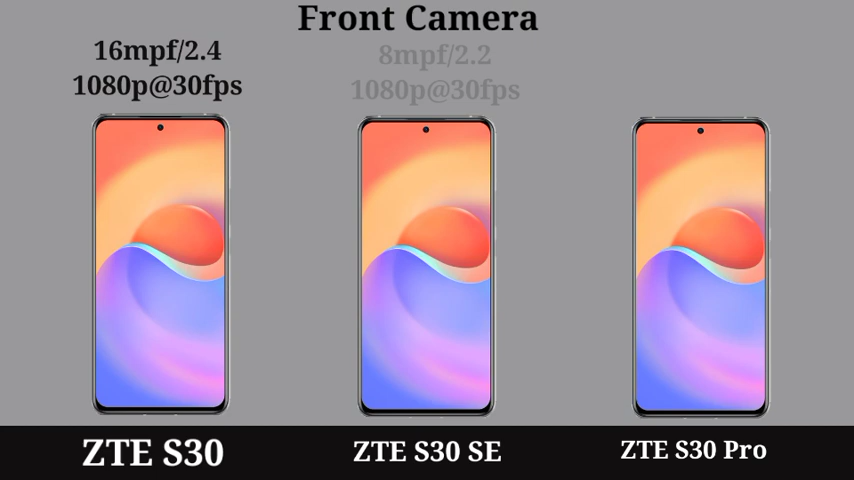 Front Camera
16mpf/2.4
1080p@30fps
8mpf/2.2
1080p@30fps
ZTE S30
ZTE S30 SE
ZTE S30 Pro